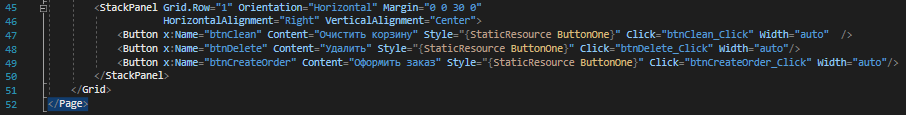 45 <StackPanel Grid.Row="1" Orientation="Horizontal" Margin="0 0 30 0"
46 HorizontalAlignment="Right" VerticalAlignment="Center">
47 <Button x:Name="btnClean" Content="Очистить корзину" Style="{StaticResource ButtonOne}" Click="btnClean_Click" Width="auto"  />
48 <Button x:Name="btnDelete" Content="Удалить" Style="{StaticResource ButtonOne}" Click="btnDelete_Click" Width="auto"/>
49 <Button x:Name="btnCreateOrder" Content="Оформить заказ" Style="{StaticResource ButtonOne}" Click="btnCreateOrder_Click" Width="auto"/>
50 </StackPanel>
51 </Grid>
52 </Page>